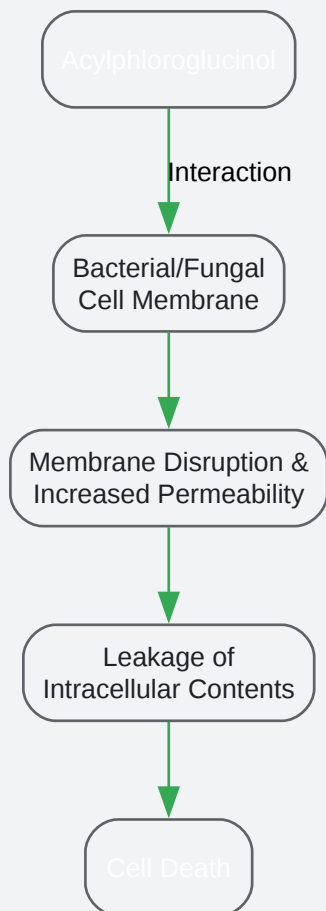 Acylphloroglucinol
Interaction
Bacterial/Fungal
Cell Membrane
Membrane Disruption &
Increased Permeability
Leakage of
Intracellular Contents
Cell Death